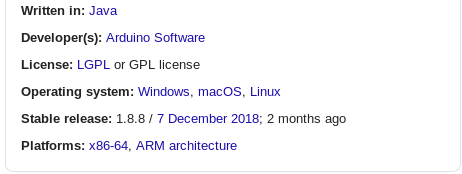 Written in: Java
Developer(s): Arduino Software
License: LGPL or GPL license
Operating system: Windows, macOS, Linux
Stable release: 1.8.8 / 7 December 2018; 2 months ago
Platforms: x86-64, ARM architecture